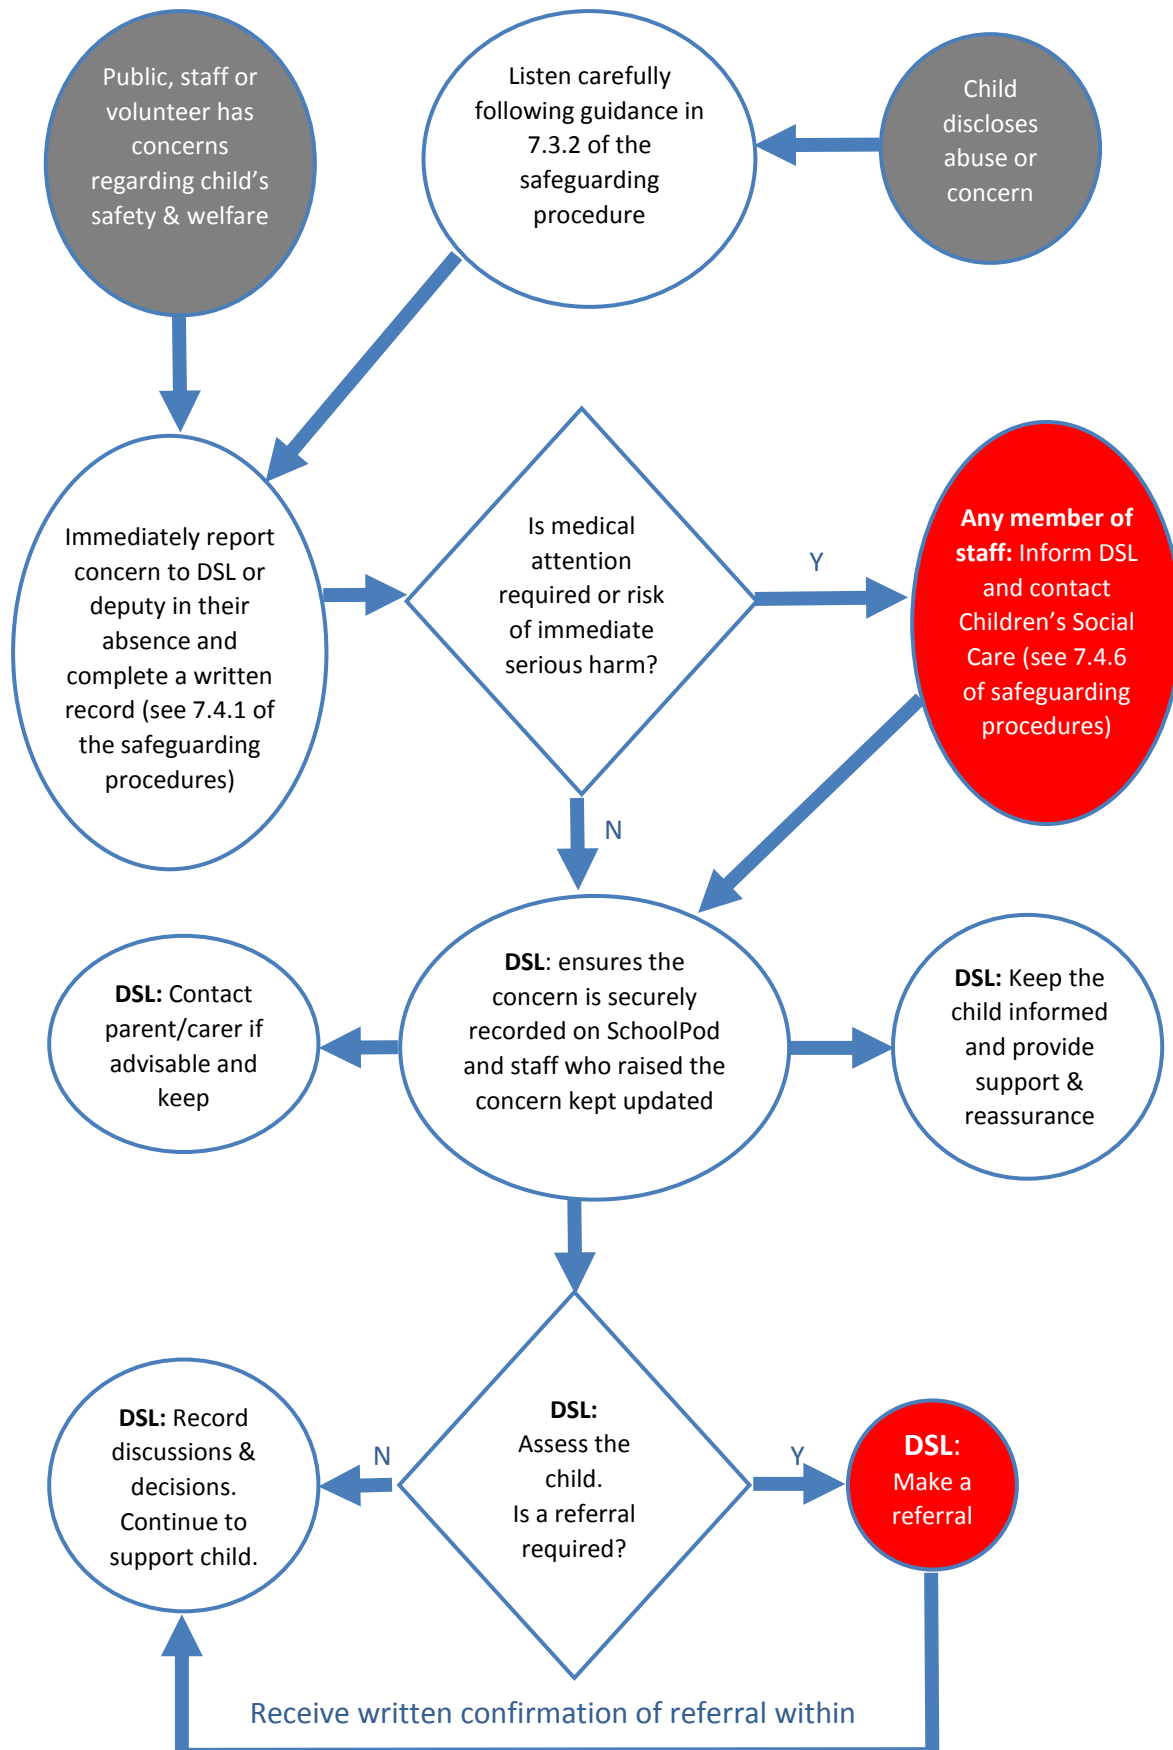 Public, staff or
volunteer has
concerns
regarding child’s
safety & welfare
Listen carefully
following guidance in
7.3.2 of the
safeguarding
procedure
Child
discloses
abuse or
concern
Immediately report
concern to DSL or
deputy in their
absence and
complete a written
record (see 7.4.1 of
the safeguarding
procedures)
Is medical
attention
required or risk
of immediate
serious harm?
Y
Any member of
staff: Inform DSL
and contact
Children’s Social
Care (see 7.4.6
of safeguarding
procedures)
N
DSL: Contact
parent/carer if
advisable and
keep
DSL: ensures the
concern is securely
recorded on SchoolPod
and staff who raised the
concern kept updated
DSL: Keep the
child informed
and provide
support &
reassurance
DSL: Record
discussions &
decisions.
Continue to
support child.
N
DSL:
Assess the
child.
Is a referral
required?
Y
DSL:
Make a
referral
Receive written confirmation of referral within